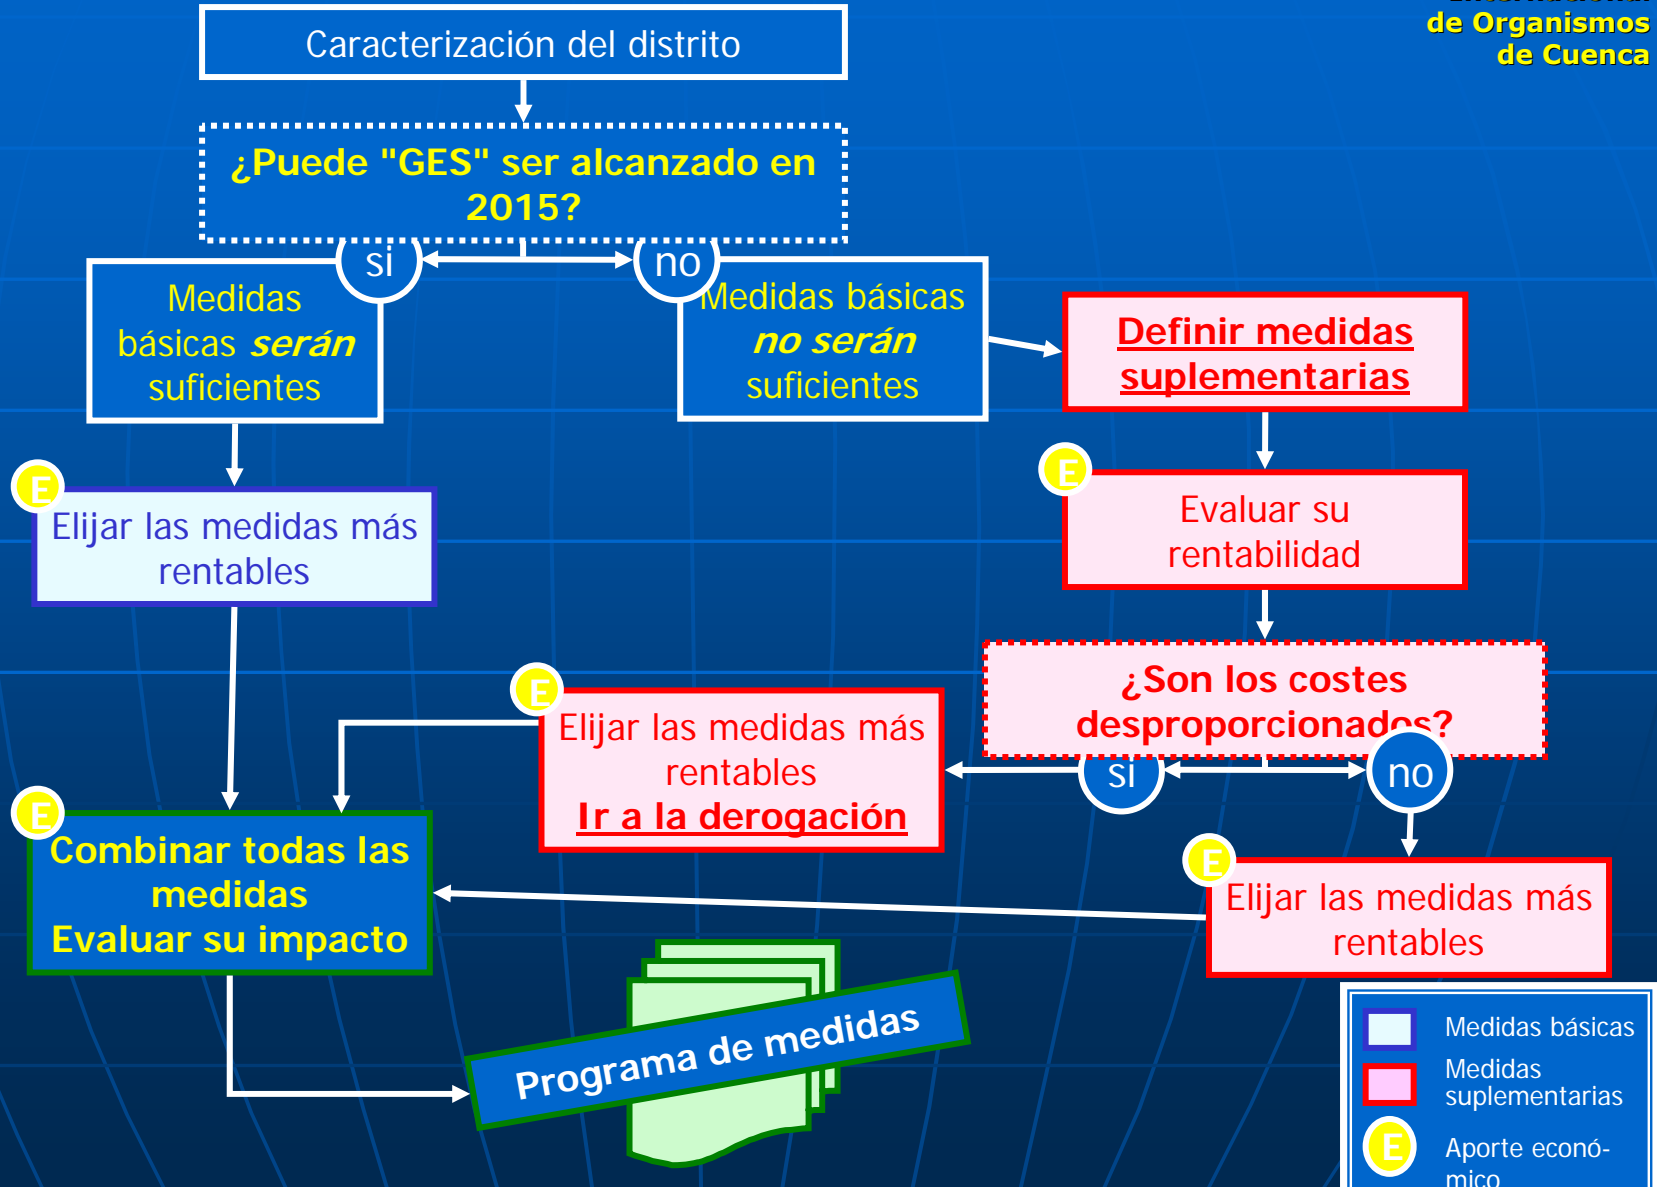 de Organismos
de Cuenca
Caracterización del distrito
¿Puede "GES" ser alcanzado en
2015?
si
no
Medidas
básicas serán
suficientes
Medidas básicas
no serán
suficientes
Definir medidas
suplementarias
E
Elijar las medidas más
rentables
E
Evaluar su
rentabilidad
¿Son los costes
desproporcionados?
si
no
E
Elijar las medidas más
rentables
Ir a la derogación
E
Combinar todas las
medidas
Evaluar su impacto
E
Elijar las medidas más
rentables
Programa de medidas
Medidas básicas
Medidas
suplementarias
E
Aporte econó-
mico